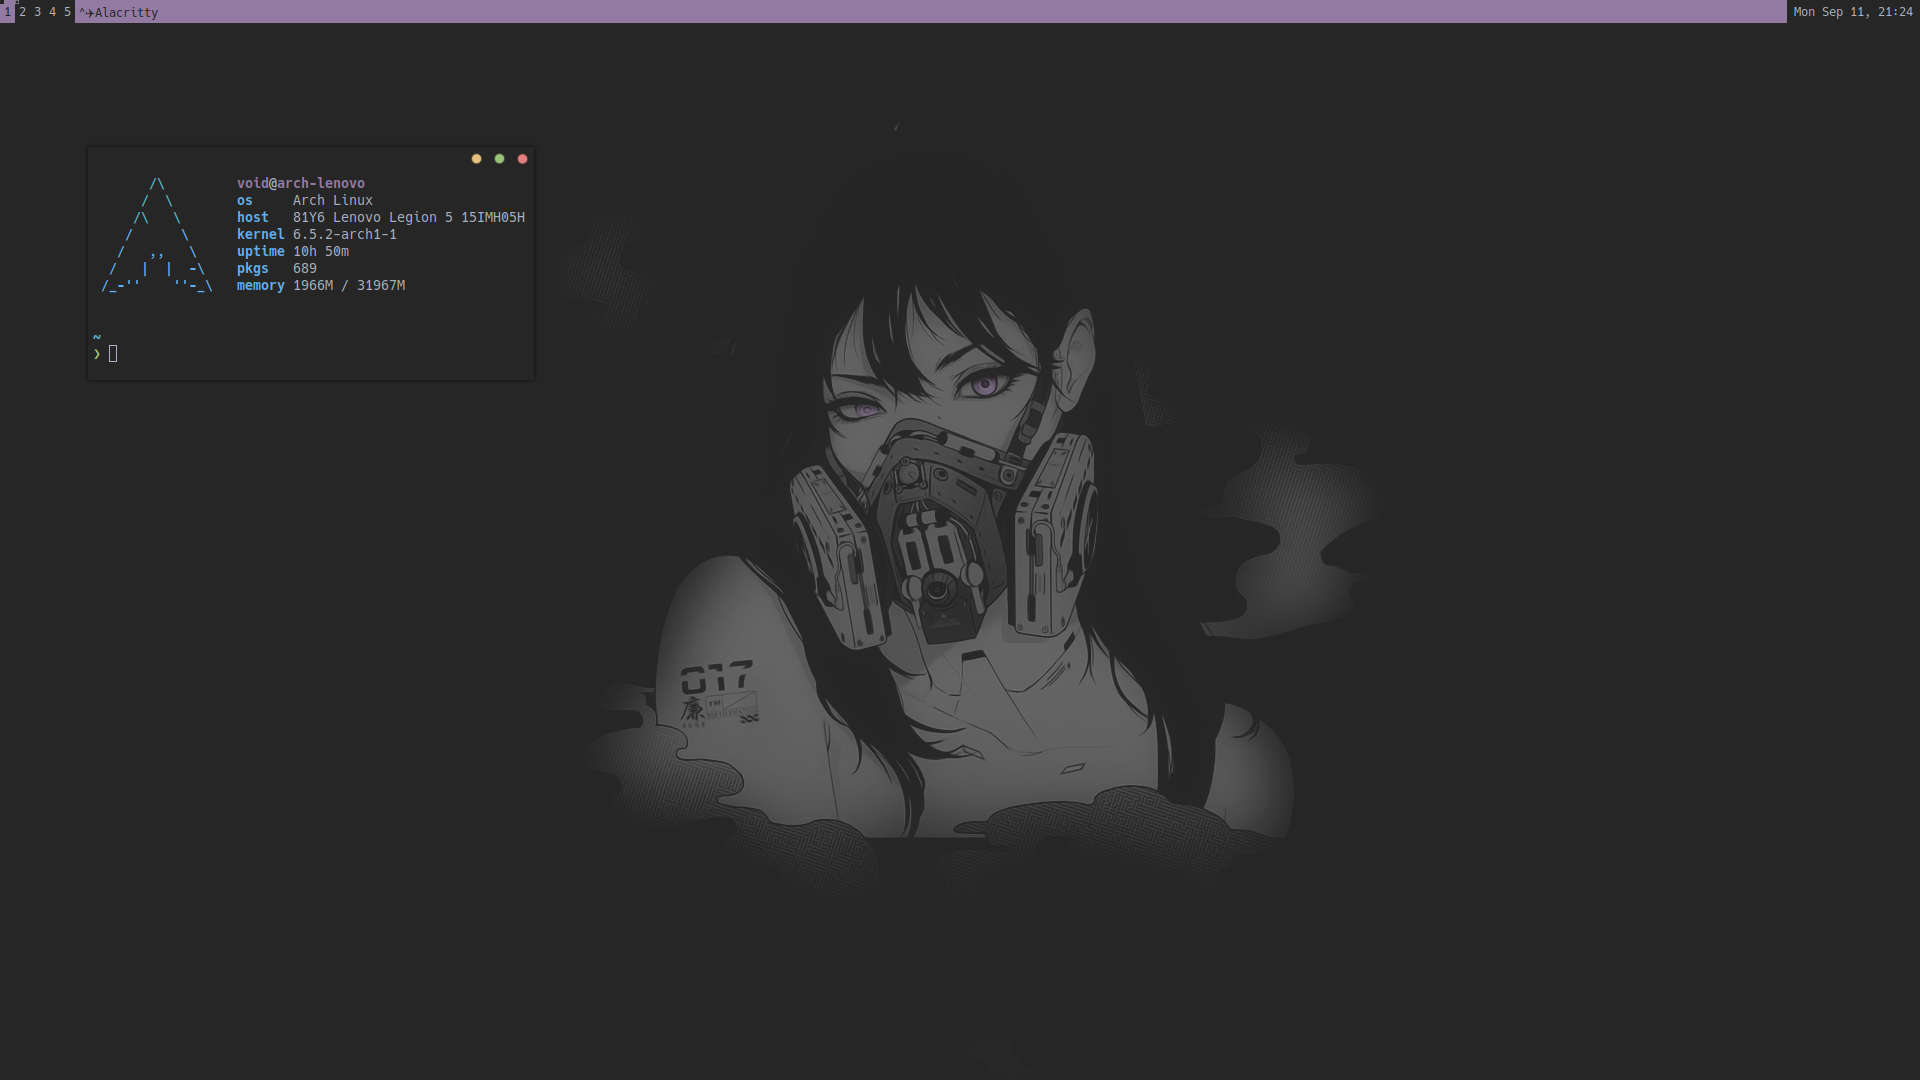 1 2 3 4 5 ^✈Alacritty Mon Sep 11, 21:24
void@arch-lenovo
os Arch Linux
host 81Y6 Lenovo Legion 5 15IMH05H
kernel 6.5.2-arch1-1
uptime 10h 50m
pkgs 689
memory 1966M / 31967M
~
❯
017
廉 ™